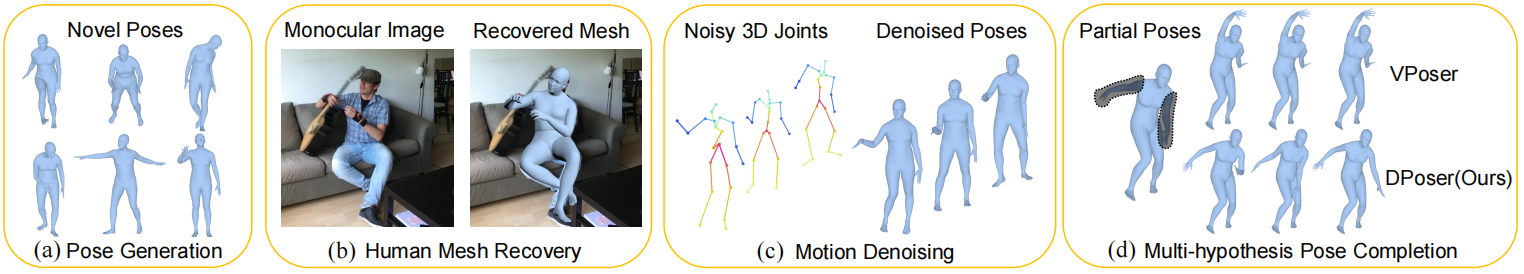 Novel Poses
(a) Pose Generation
Monocular Image
Recovered Mesh
(b) Human Mesh Recovery
Noisy 3D Joints
Denoised Poses
(c) Motion Denoising
Partial Poses
VPoser
DPoser(Ours)
(d) Multi-hypothesis Pose Completion